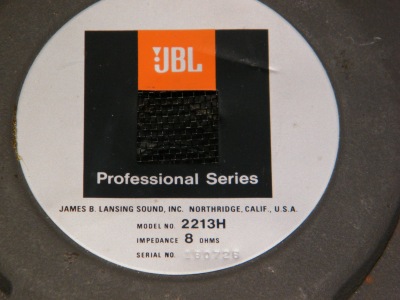 JBL
Professional Series
JAMES B. LANSING SOUND, INC. NORTHRIDGE, CALIF., U.S.A.
MODEL NO. 2213H
IMPEDANCE 8 OHMS
SERIAL NO.